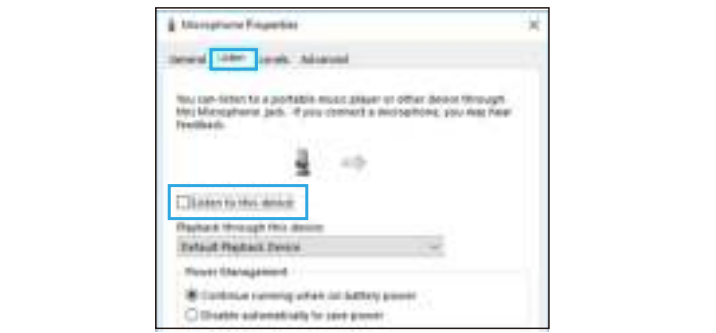 Microphone Properties
General Listen Levels Advanced
You can listen to a portable music player or other device through
this Microphone jack. If you connect a microphone, you may hear
feedback.
Listen to this device
Playback through this device:
Default Playback Device
Power Management
Continue running when on battery power
Disable automatically to save power